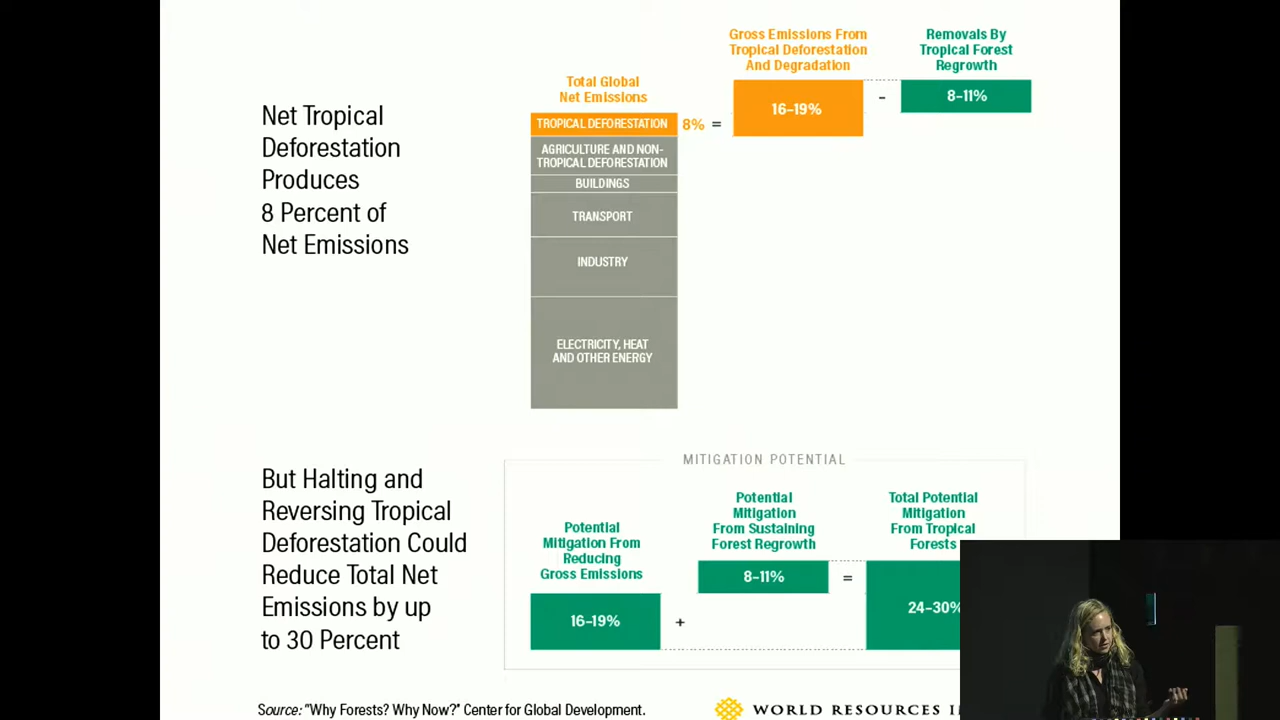 Net Tropical
Deforestation
Produces
8 Percent of
Net Emissions
Total Global
Net Emissions
TROPICAL DEFORESTATION
8% =
AGRICULTURE AND NON-
TROPICAL DEFORESTATION
BUILDINGS
TRANSPORT
INDUSTRY
ELECTRICITY, HEAT
AND OTHER ENERGY
Gross Emissions From
Tropical Deforestation
And Degradation
16–19%
-
Removals By
Tropical Forest
Regrowth
8–11%
But Halting and
Reversing Tropical
Deforestation Could
Reduce Total Net
Emissions by up
to 30 Percent
MITIGATION POTENTIAL
Potential
Mitigation From
Reducing
Gross Emissions
16–19%
+
Potential
Mitigation
From Sustaining
Forest Regrowth
8–11%
=
Total Potential
Mitigation
From Tropical
Forests
24–30%
Source: "Why Forests? Why Now?" Center for Global Development.
WORLD RESOURCES